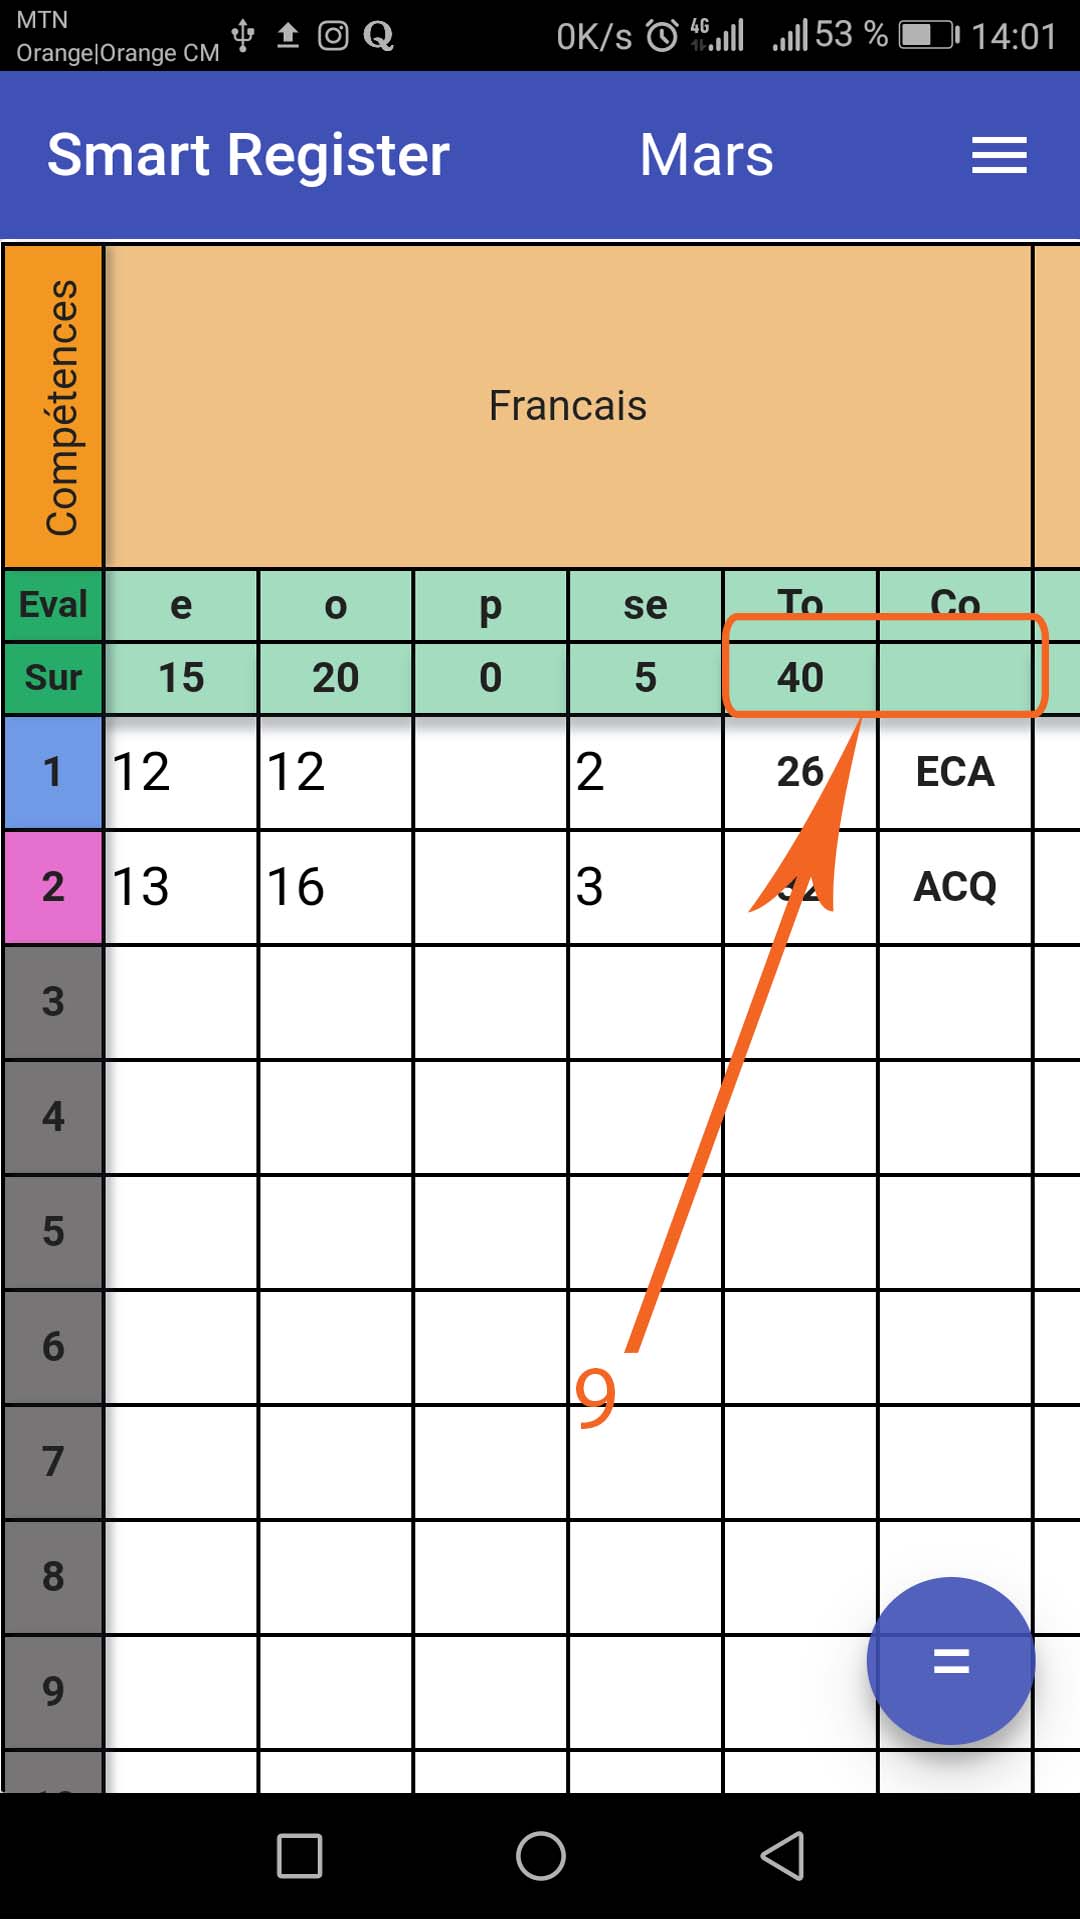 MTN
Orange|Orange CM
0K/s 4G 53 % 14:01
Smart Register Mars
Compétences
Francais
Eval e o p se To Co
Sur 15 20 0 5 40
1 12 12 2 26 ECA
2 13 16 3 32 ACQ
3
4
5
6
9
7
8
=
9